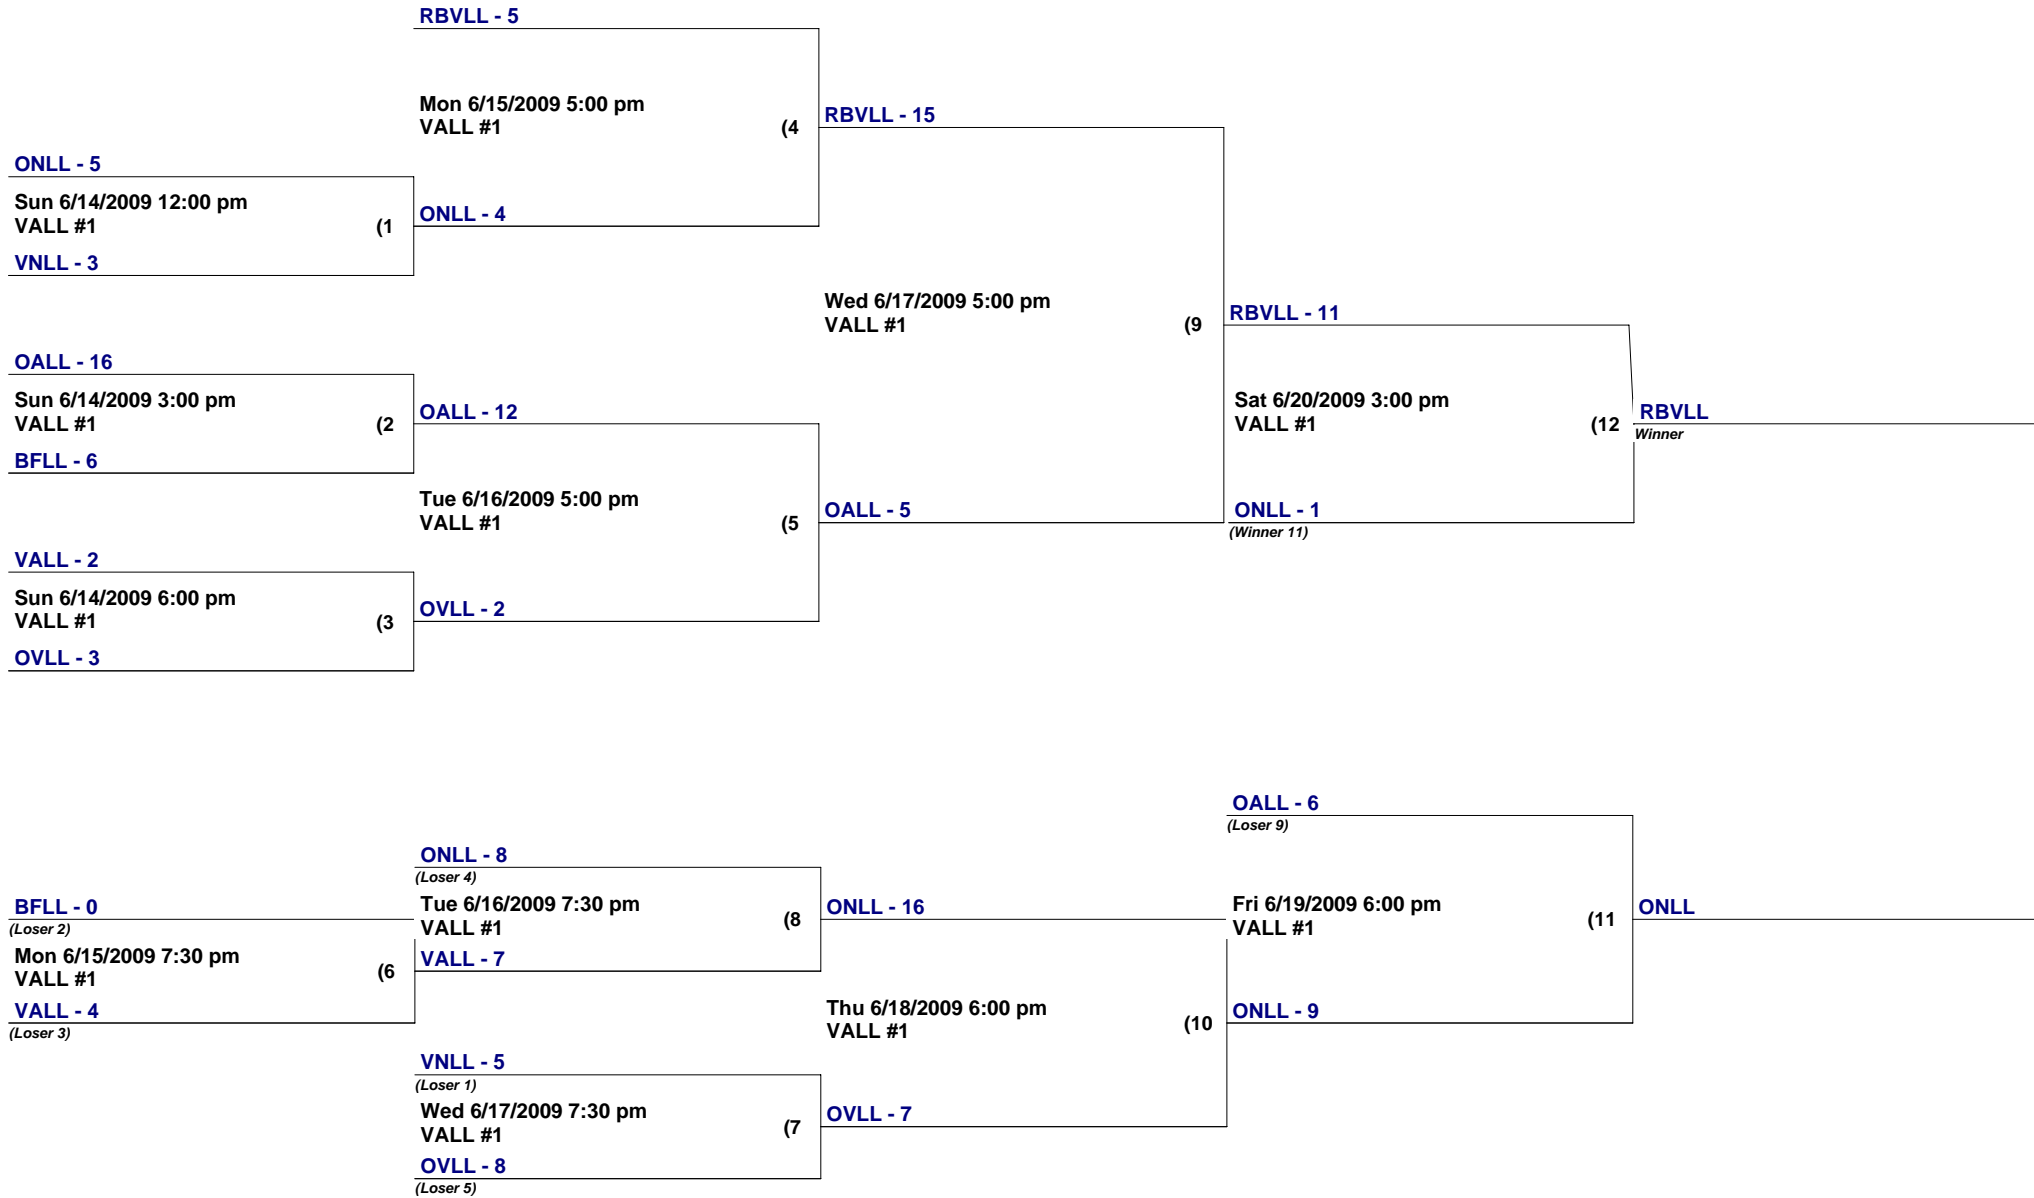 RBVLL - 5
Mon 6/15/2009 5:00 pm
VALL #1
(4
RBVLL - 15
ONLL - 5
Sun 6/14/2009 12:00 pm
VALL #1
(1
ONLL - 4
VNLL - 3
Wed 6/17/2009 5:00 pm
VALL #1
(9
RBVLL - 11
OALL - 16
Sun 6/14/2009 3:00 pm
VALL #1
(2
OALL - 12
BFLL - 6
Sat 6/20/2009 3:00 pm
VALL #1
(12
RBVLL
Winner
Tue 6/16/2009 5:00 pm
VALL #1
(5
OALL - 5
ONLL - 1
(Winner 11)
VALL - 2
Sun 6/14/2009 6:00 pm
VALL #1
(3
OVLL - 2
OVLL - 3
OALL - 6
(Loser 9)
ONLL - 8
(Loser 4)
BFLL - 0
(Loser 2)
Tue 6/16/2009 7:30 pm
VALL #1
(8
ONLL - 16
Fri 6/19/2009 6:00 pm
VALL #1
(11
ONLL
Mon 6/15/2009 7:30 pm
VALL #1
(6
VALL - 7
VALL - 4
(Loser 3)
Thu 6/18/2009 6:00 pm
VALL #1
(10
ONLL - 9
VNLL - 5
(Loser 1)
Wed 6/17/2009 7:30 pm
VALL #1
(7
OVLL - 7
OVLL - 8
(Loser 5)